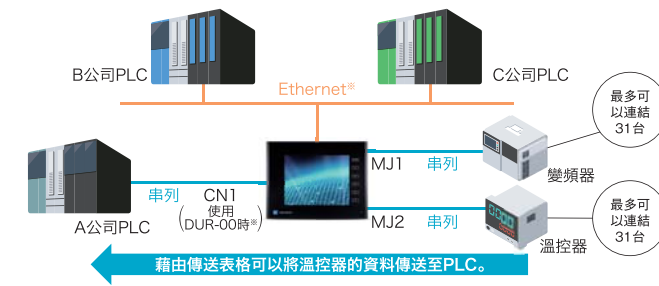 B公司PLC
C公司PLC
Ethernet※
最多可
以連結
31台
MJ1 串列
變頻器
串列 CN1
使用
(DUR-00時※)
A公司PLC
MJ2 串列
溫控器
最多可
以連結
31台
藉由傳送表格可以將溫控器的資料傳送至PLC。